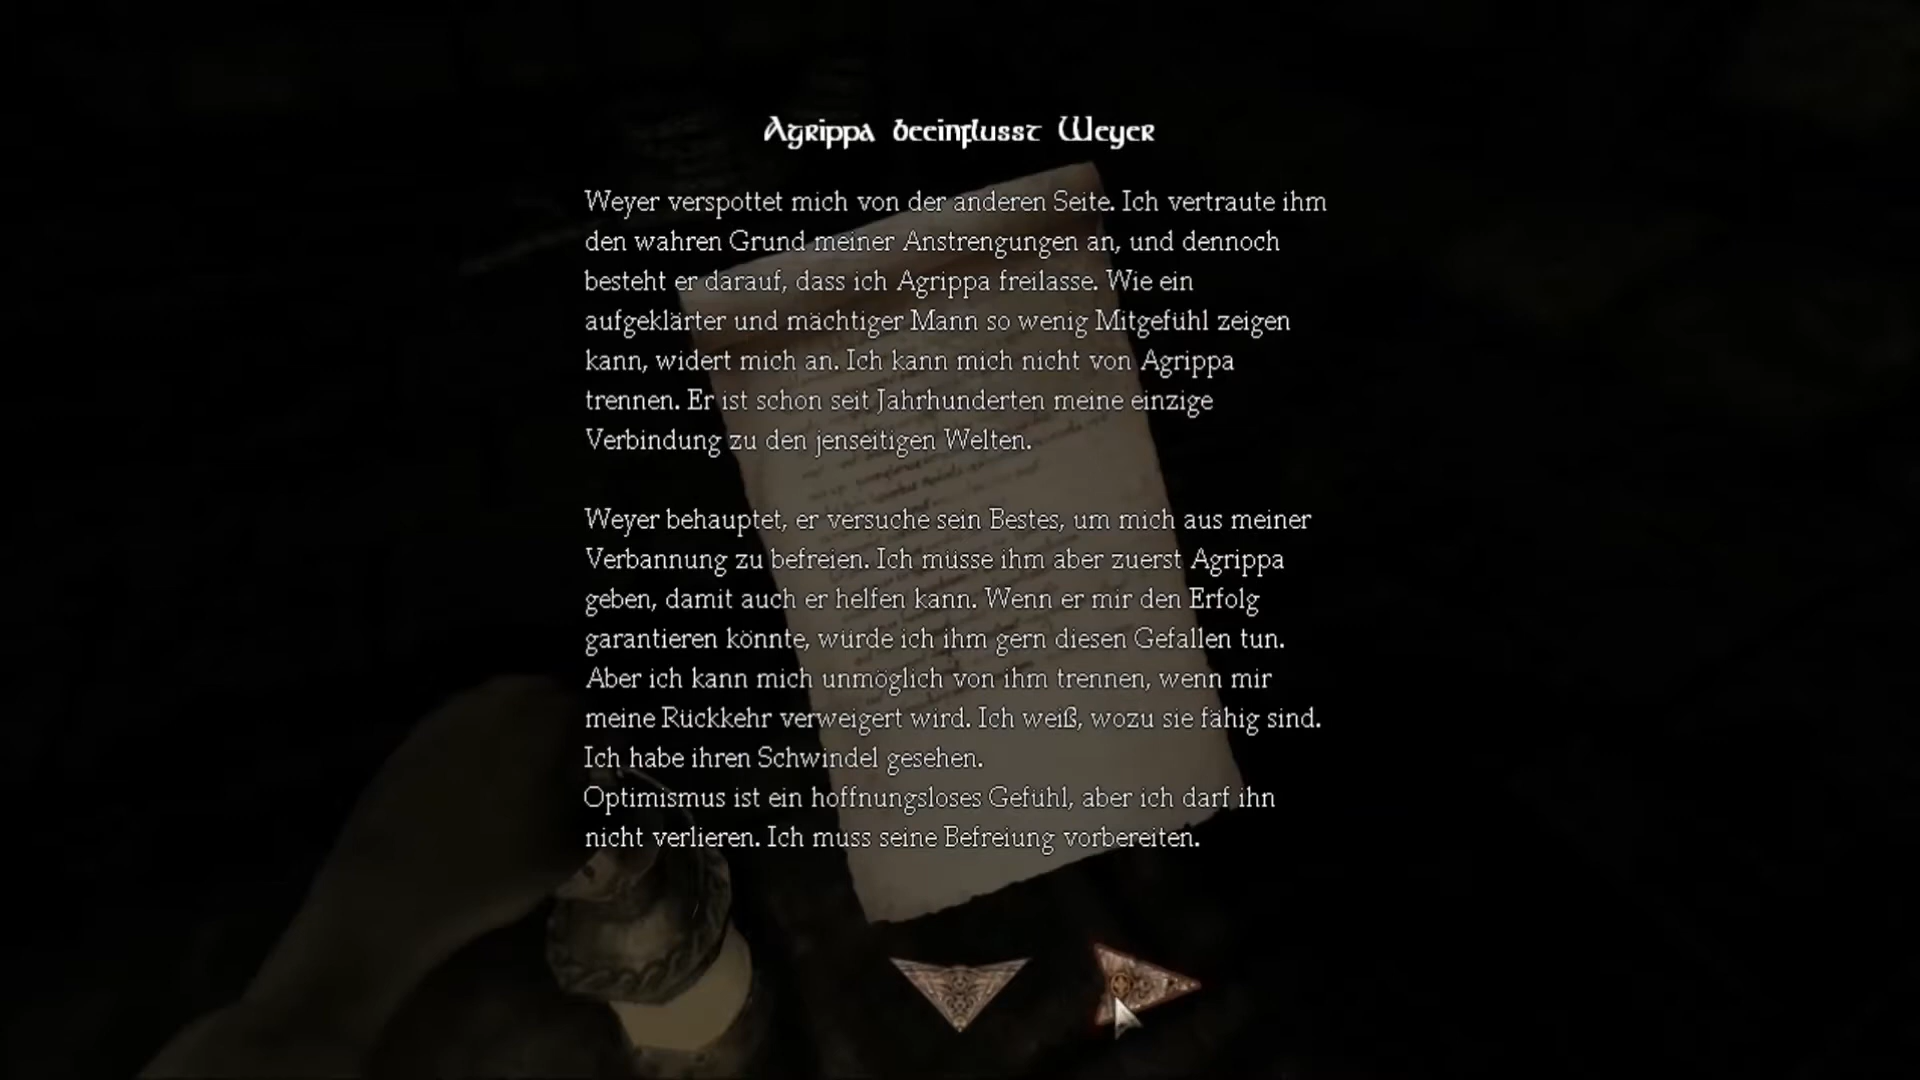 Agrippa beeinflusst Weyer
Weyer verspottet mich von der anderen Seite. Ich vertraute ihm
den wahren Grund meiner Anstrengungen an, und dennoch
besteht er darauf, dass ich Agrippa freilasse. Wie ein
aufgeklärter und mächtiger Mann so wenig Mitgefühl zeigen
kann, widert mich an. Ich kann mich nicht von Agrippa
trennen. Er ist schon seit Jahrhunderten meine einzige
Verbindung zu den jenseitigen Welten.
Weyer behauptet, er versuche sein Bestes, um mich aus meiner
Verbannung zu befreien. Ich müsse ihm aber zuerst Agrippa
geben, damit auch er helfen kann. Wenn er mir den Erfolg
garantieren könnte, würde ich ihm gern diesen Gefallen tun.
Aber ich kann mich unmöglich von ihm trennen, wenn mir
meine Rückkehr verweigert wird. Ich weiß, wozu sie fähig sind.
Ich habe ihren Schwindel gesehen.
Optimismus ist ein hoffnungsloses Gefühl, aber ich darf ihn
nicht verlieren. Ich muss seine Befreiung vorbereiten.